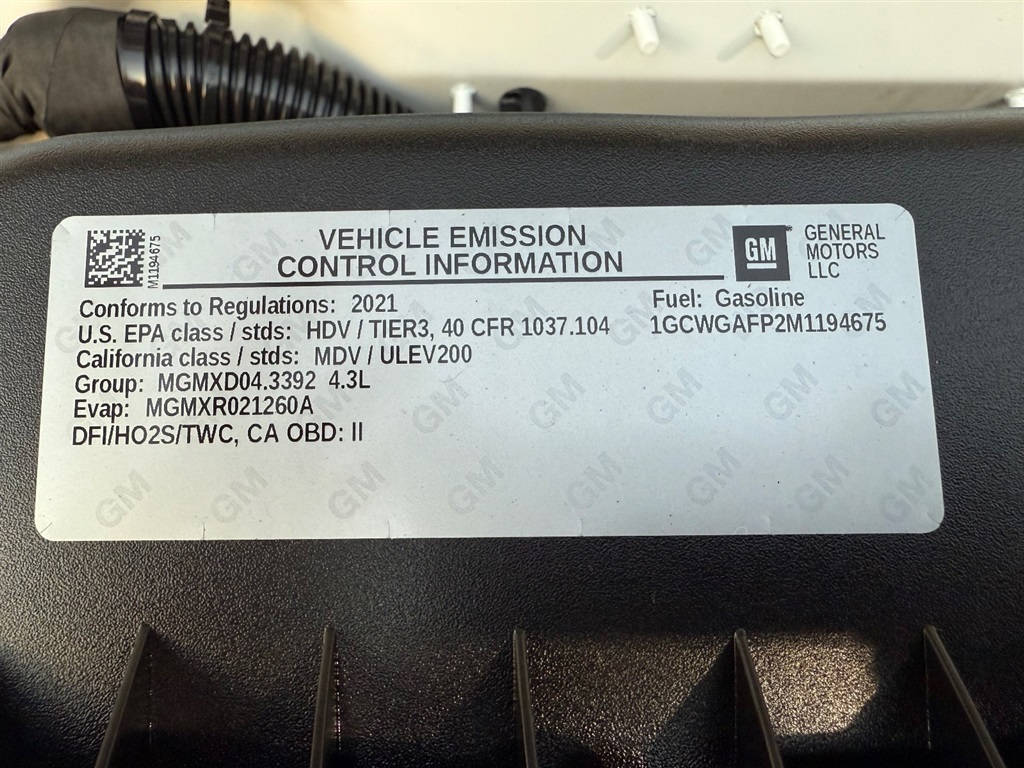 M1194675
VEHICLE EMISSION
CONTROL INFORMATION
GM
GENERAL
MOTORS
LLC
Conforms to Regulations: 2021
Fuel: Gasoline
U.S. EPA class / stds: HDV / TIER3, 40 CFR 1037.104
1GCWGAFP2M1194675
California class / stds: MDV / ULEV200
Group: MGMXD04.3392 4.3L
Evap: MGMXR021260A
DFI/HO2S/TWC, CA OBD: II